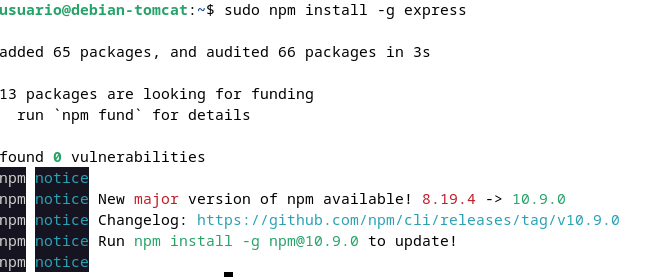 usuario@debian-tomcat:~$ sudo npm install -g express
added 65 packages, and audited 66 packages in 3s
13 packages are looking for funding
run `npm fund` for details
found 0 vulnerabilities
npm notice
npm notice New major version of npm available! 8.19.4 -> 10.9.0
npm notice Changelog: https://github.com/npm/cli/releases/tag/v10.9.0
npm notice Run npm install -g npm@10.9.0 to update!
npm notice